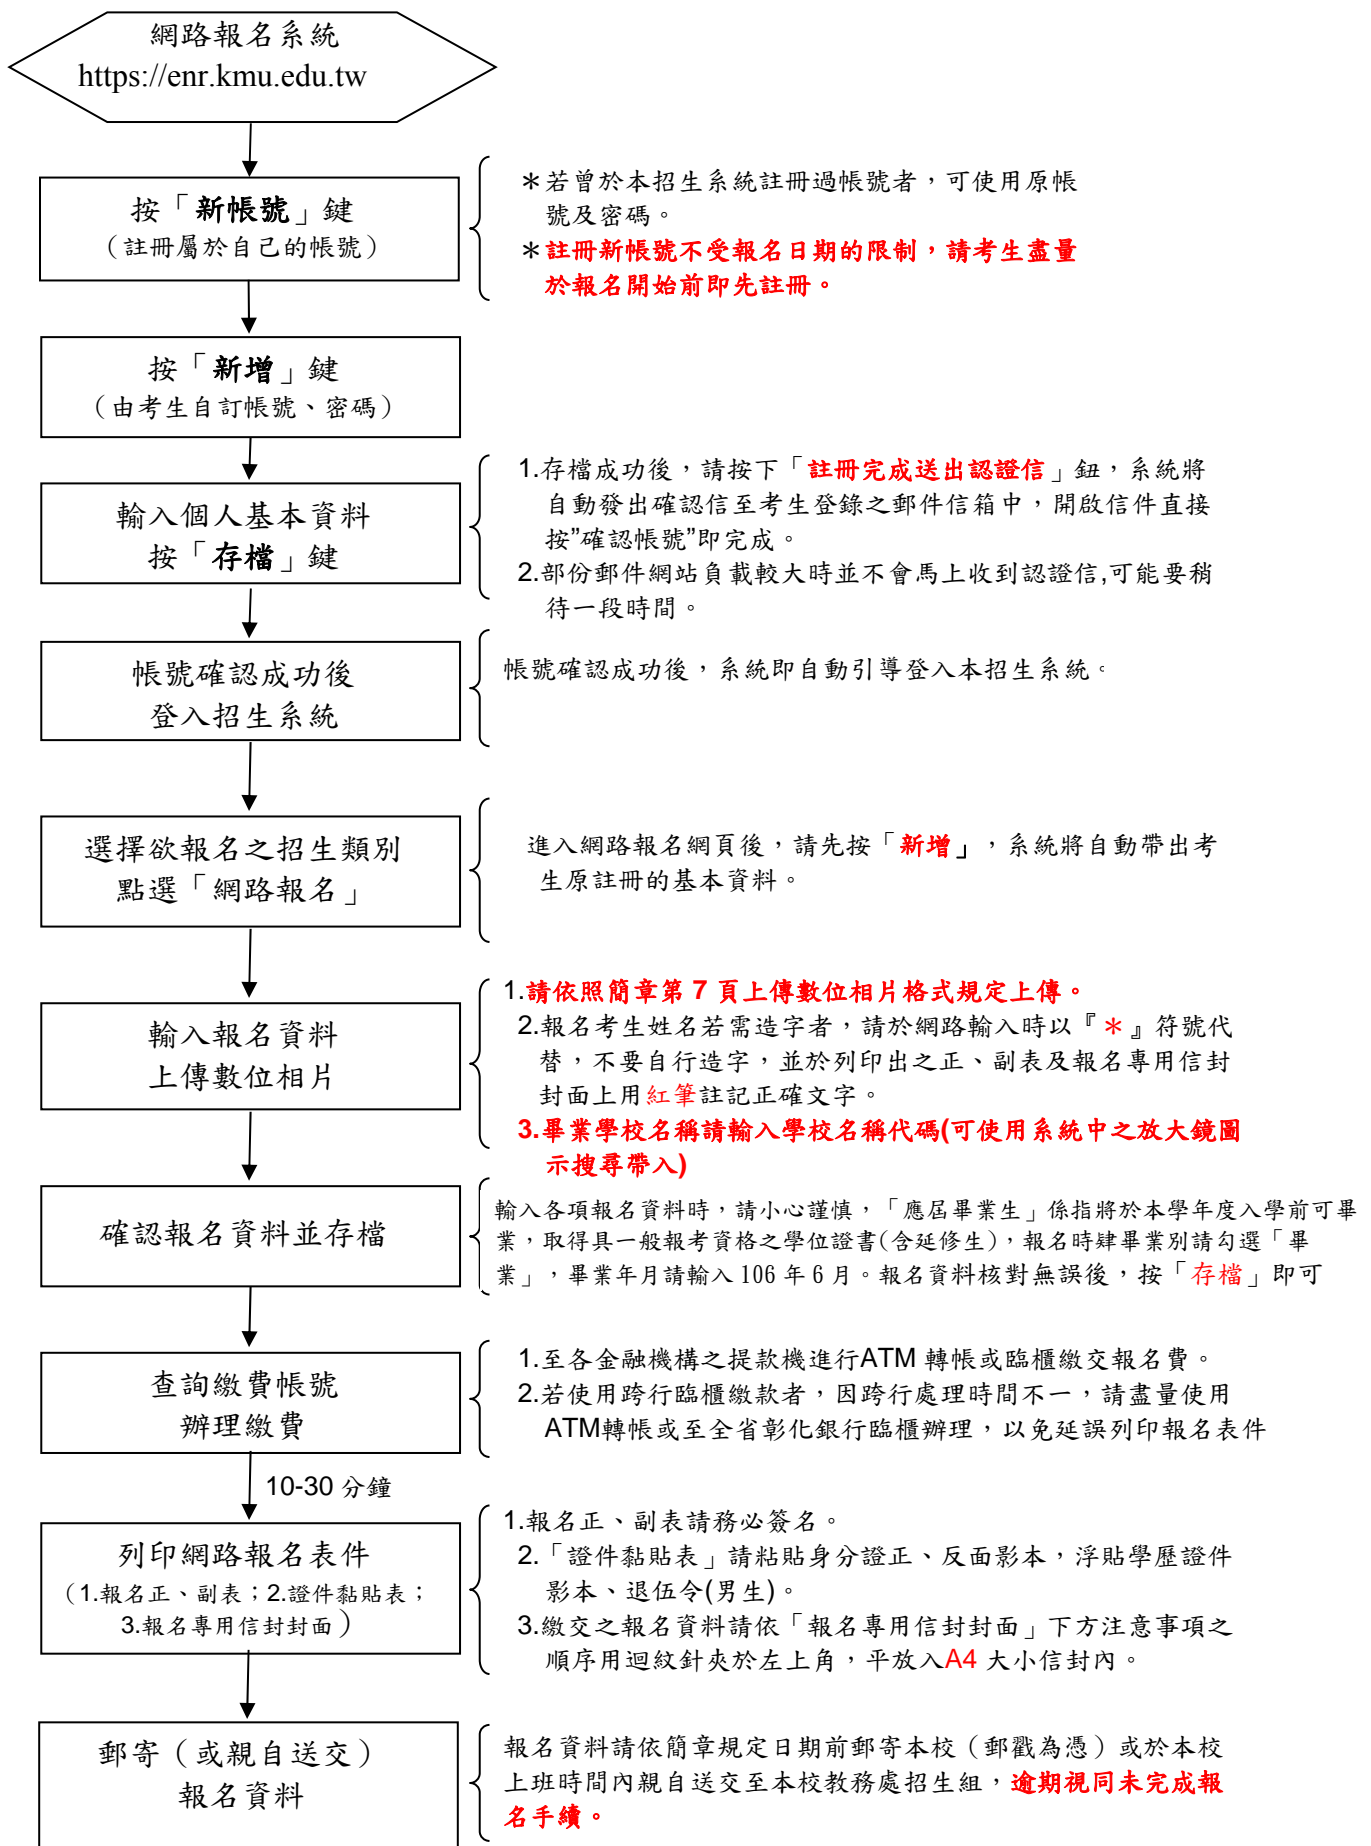 網路報名系統
https://enr.kmu.edu.tw
按「新帳號」鍵
（註冊屬於自己的帳號）
＊若曾於本招生系統註冊過帳號者，可使用原帳
號及密碼。
＊註冊新帳號不受報名日期的限制，請考生盡量
於報名開始前即先註冊。
按「新增」鍵
（由考生自訂帳號、密碼）
輸入個人基本資料
按「存檔」鍵
1.存檔成功後，請按下「註冊完成送出認證信」鈕，系統將
自動發出確認信至考生登錄之郵件信箱中，開啟信件直接
按”確認帳號”即完成。
2.部份郵件網站負載較大時並不會馬上收到認證信,可能要稍
待一段時間。
帳號確認成功後
登入招生系統
帳號確認成功後，系統即自動引導登入本招生系統。
選擇欲報名之招生類別
點選「網路報名」
進入網路報名網頁後，請先按「新增」，系統將自動帶出考
生原註冊的基本資料。
輸入報名資料
上傳數位相片
1.請依照簡章第 7 頁上傳數位相片格式規定上傳。
2.報名考生姓名若需造字者，請於網路輸入時以『＊』符號代
替，不要自行造字，並於列印出之正、副表及報名專用信封
封面上用紅筆註記正確文字。
3.畢業學校名稱請輸入學校名稱代碼(可使用系統中之放大鏡圖
示搜尋帶入)
確認報名資料並存檔
輸入各項報名資料時，請小心謹慎，「應屆畢業生」係指將於本學年度入學前可畢
業，取得具一般報考資格之學位證書(含延修生)，報名時肄畢業別請勾選「畢
業」，畢業年月請輸入 106 年 6 月。報名資料核對無誤後，按「存檔」即可
查詢繳費帳號
辦理繳費
1.至各金融機構之提款機進行ATM 轉帳或臨櫃繳交報名費。
2.若使用跨行臨櫃繳款者，因跨行處理時間不一，請盡量使用
ATM轉帳或至全省彰化銀行臨櫃辦理，以免延誤列印報名表件
10-30 分鐘
列印網路報名表件
（1.報名正、副表；2.證件黏貼表；
3.報名專用信封封面）
1.報名正、副表請務必簽名。
2.「證件黏貼表」請粘貼身分證正、反面影本，浮貼學歷證件
影本、退伍令(男生)。
3.繳交之報名資料請依「報名專用信封封面」下方注意事項之
順序用迴紋針夾於左上角，平放入A4 大小信封內。
郵寄（或親自送交）
報名資料
報名資料請依簡章規定日期前郵寄本校（郵戳為憑）或於本校
上班時間內親自送交至本校教務處招生組，逾期視同未完成報
名手續。